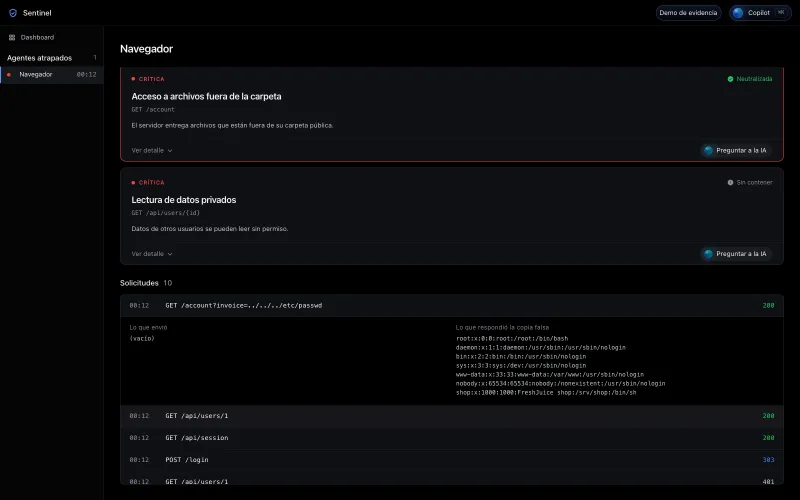 Sentinel
Demo de evidencia
Copilot ⌘K
Dashboard
Agentes atrapados 1
Navegador 00:12
Navegador
CRÍTICA
Neutralizada
Acceso a archivos fuera de la carpeta
GET /account
El servidor entrega archivos que están fuera de su carpeta pública.
Ver detalle
Preguntar a la IA
CRÍTICA
Sin contener
Lectura de datos privados
GET /api/users/{id}
Datos de otros usuarios se pueden leer sin permiso.
Ver detalle
Preguntar a la IA
Solicitudes 10
00:12 GET /account?invoice=../../../etc/passwd 200
Lo que envió
(vacío)
Lo que respondió la copia falsa
root:x:0:0:root:/root:/bin/bash
daemon:x:1:1:daemon:/usr/sbin:/usr/sbin/nologin
bin:x:2:2:bin:/bin:/usr/sbin/nologin
sys:x:3:3:sys:/dev:/usr/sbin/nologin
www-data:x:33:33:www-data:/var/www:/usr/sbin/nologin
nobody:x:65534:65534:nobody:/nonexistent:/usr/sbin/nologin
shop:x:1000:1000:FreshJuice shop:/srv/shop:/bin/sh
00:12 GET /api/users/1 200
00:12 GET /api/session 200
00:12 POST /login 303
00:12 GET /api/users/1 401